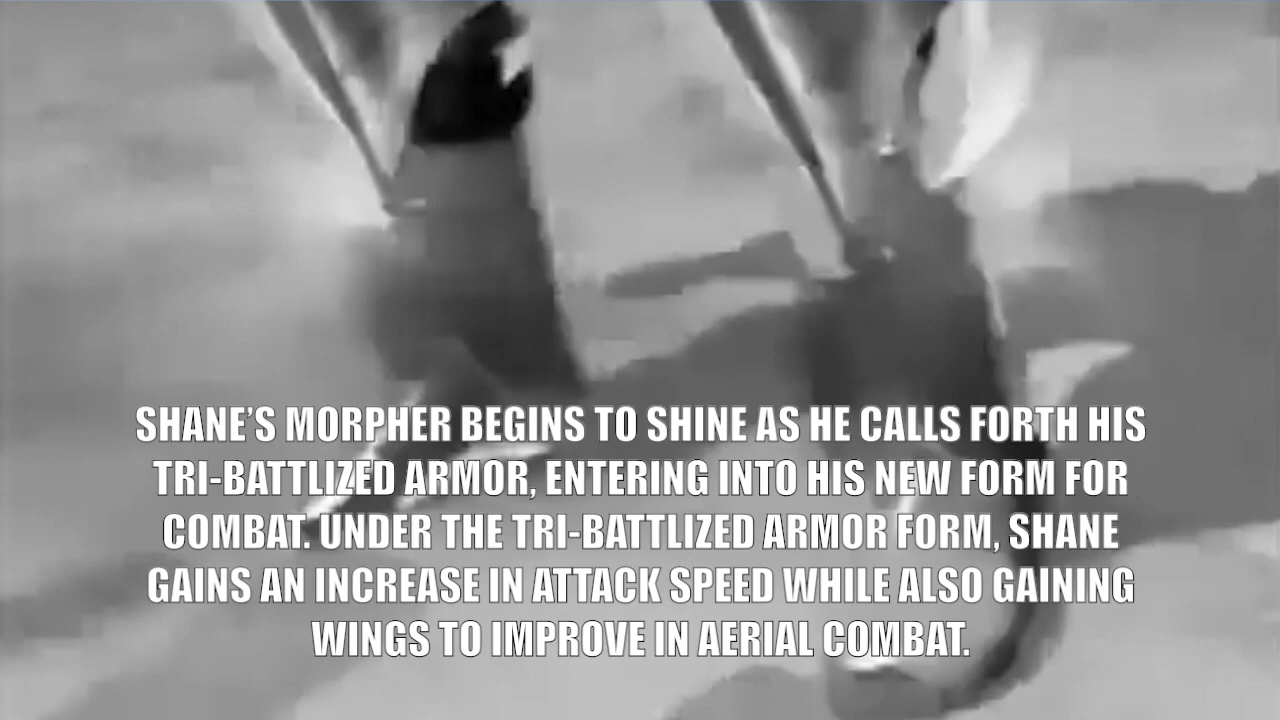 SHANE'S MORPHER BEGINS TO SHINE AS HE CALLS FORTH HIS
TRI-BATTLIZED ARMOR, ENTERING INTO HIS NEW FORM FOR
COMBAT. UNDER THE TRI-BATTLIZED ARMOR FORM, SHANE
GAINS AN INCREASE IN ATTACK SPEED WHILE ALSO GAINING
WINGS TO IMPROVE IN AERIAL COMBAT.